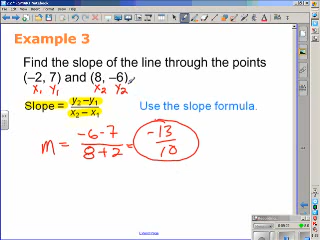 Example 3
Find the slope of the line through the points
(–2, 7) and (8, –6).
x₁ y₁ x₂ y₂
Slope = y₂ – y₁ / x₂ – x₁ Use the slope formula.
m = -6-7 / 8+2 = -13 / 10